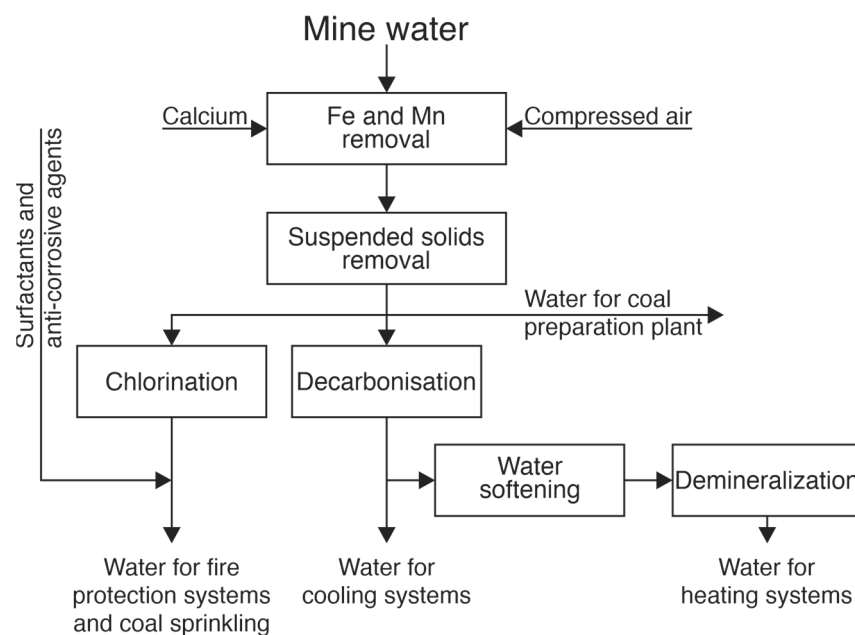 Mine water
Calcium
Fe and Mn
removal
Compressed air
Surfactants and
anti-corrosive agents
Suspended solids
removal
Water for coal
preparation plant
Chlorination
Decarbonisation
Water
softening
Demineralization
Water for fire
protection systems
and coal sprinkling
Water for
cooling systems
Water for
heating systems